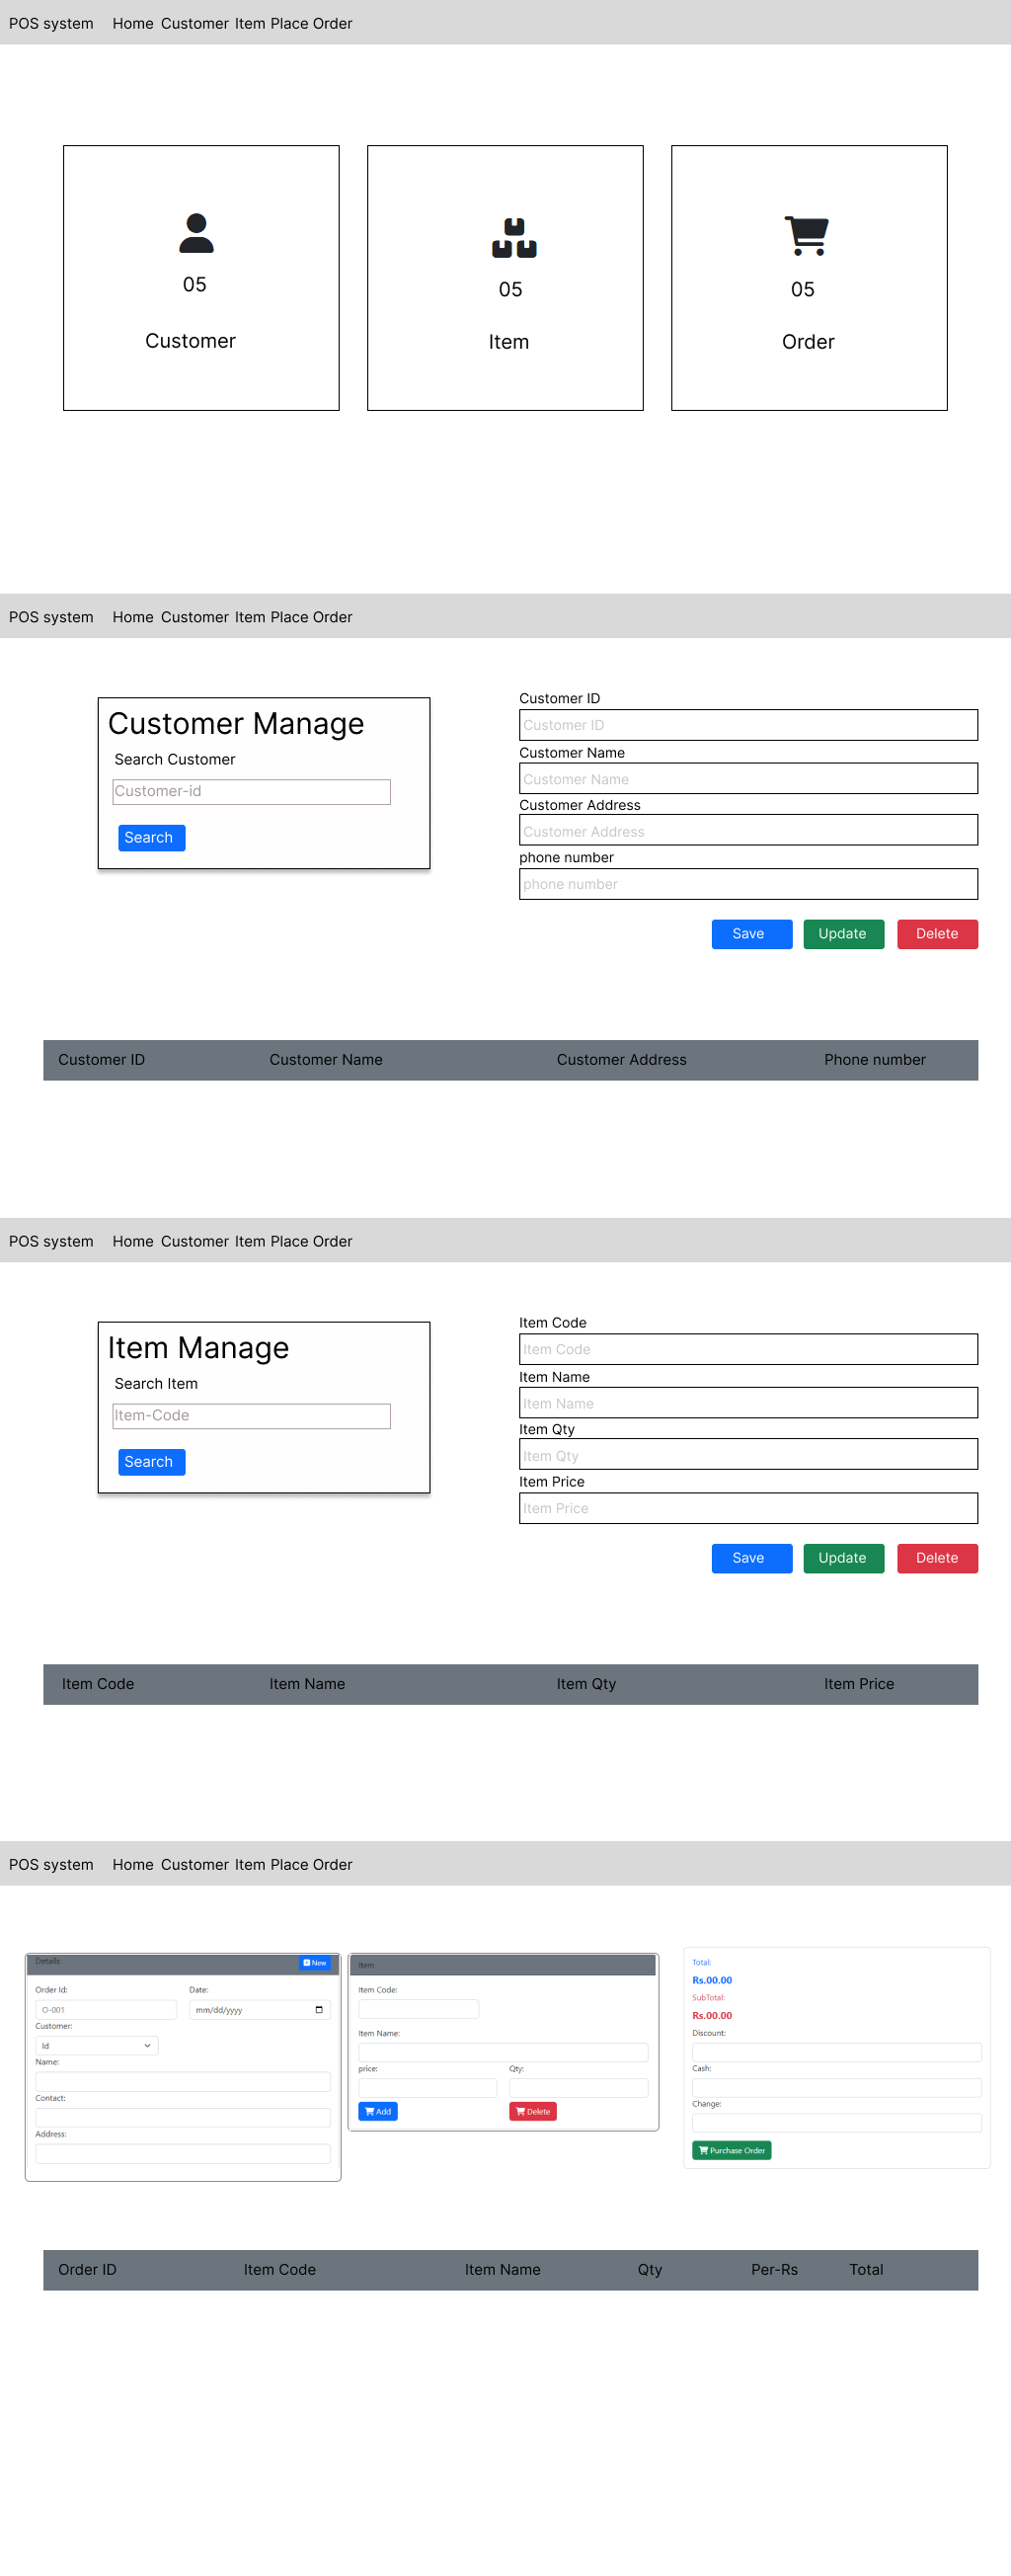 POS system Home Customer Item Place Order
05 05 05
Customer Item Order
POS system Home Customer Item Place Order
Customer Manage
Search Customer
Customer-id
Search
Customer ID
Customer ID
Customer Name
Customer Name
Customer Address
Customer Address
phone number
phone number
Save Update Delete
Customer ID Customer Name Customer Address Phone number
POS system Home Customer Item Place Order
Item Manage
Search Item
Item-Code
Search
Item Code
Item Code
Item Name
Item Name
Item Qty
Item Qty
Item Price
Item Price
Save Update Delete
Item Code Item Name Item Qty Item Price
POS system Home Customer Item Place Order
Details New
Order Id: Date:
O-001 mm/dd/yyyy
Customer:
Id
Name:
Contact:
Address:
Item
Item Code:
Item Name:
price: Qty:
Add Delete
Total:
Rs.00.00
SubTotal:
Rs.00.00
Discount:
Cash:
Change:
Purchase Order
Order ID Item Code Item Name Qty Per-Rs Total